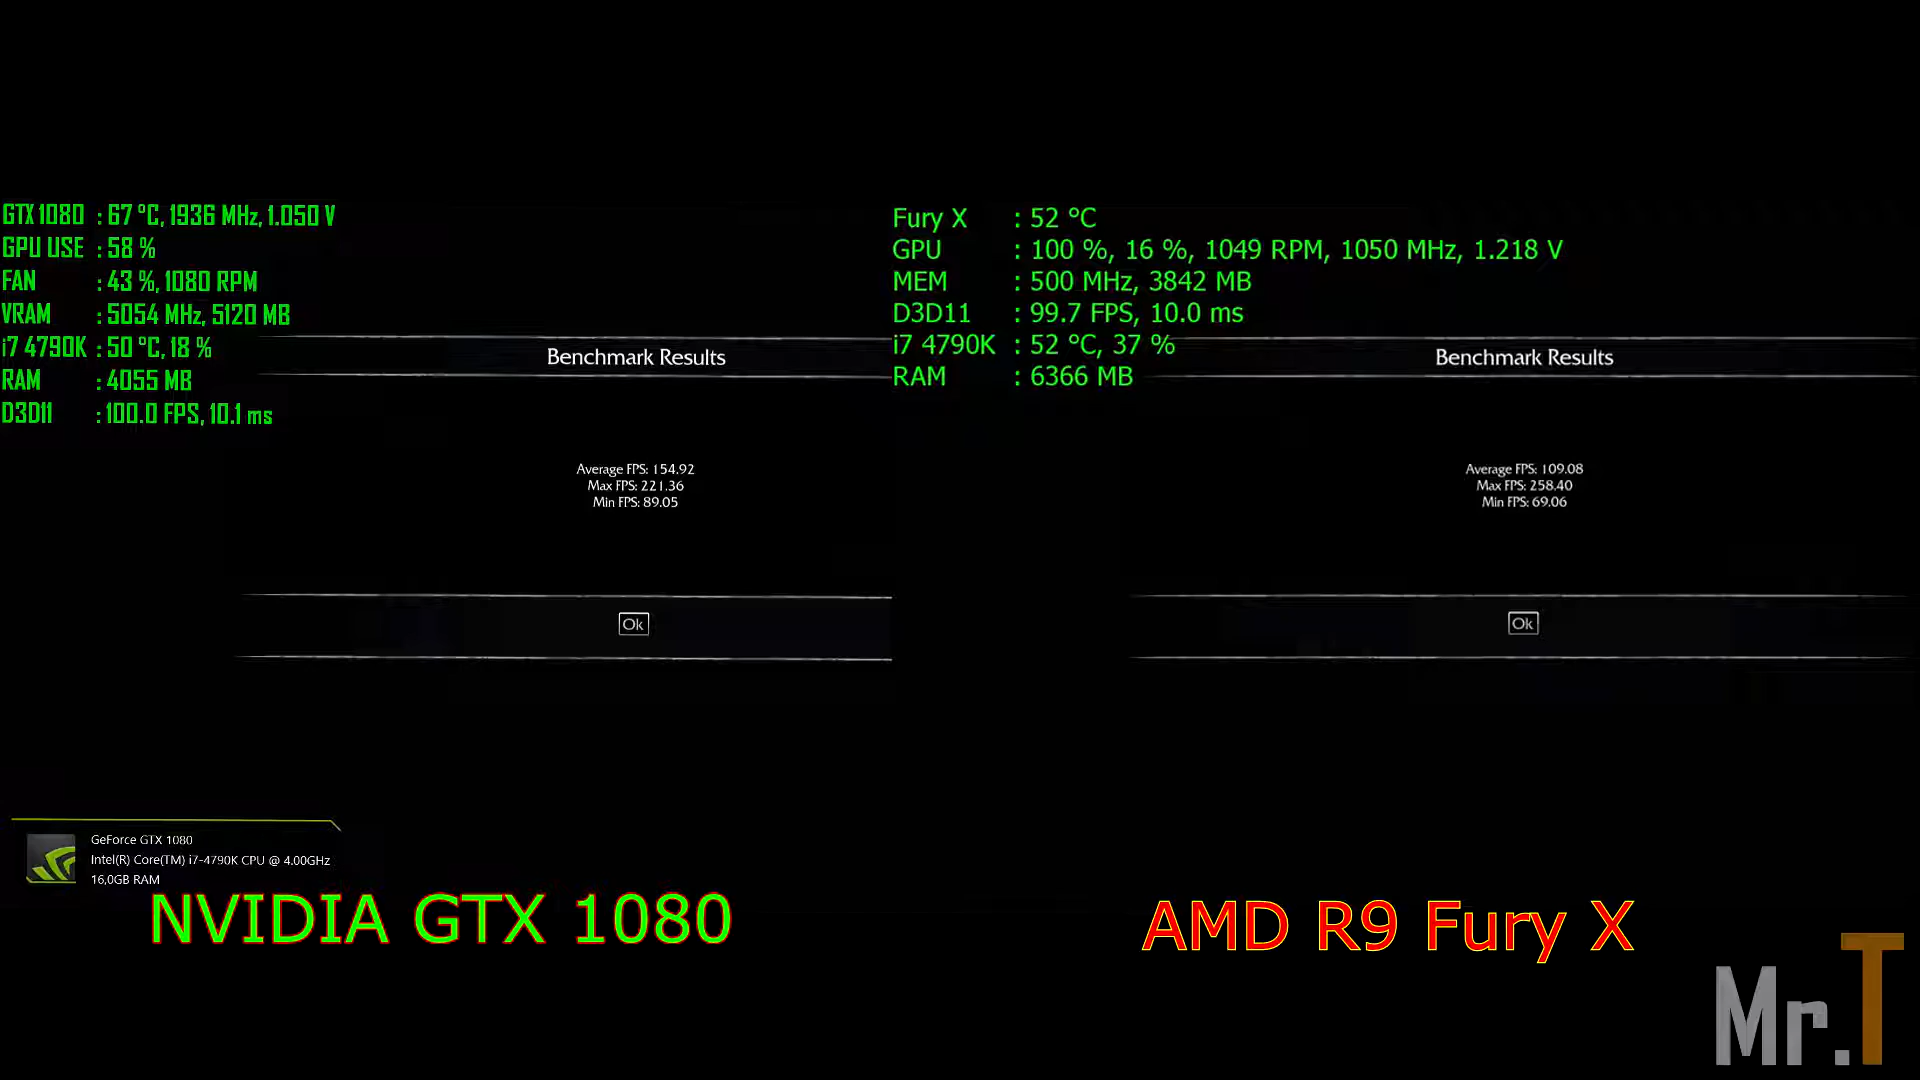 GTX 1080 : 67 °C, 1936 MHz, 1.050 V
GPU USE : 58 %
FAN : 43 %, 1080 RPM
VRAM : 5054 MHz, 5120 MB
i7 4790K : 50 °C, 18 %
RAM : 4055 MB
D3D11 : 100.0 FPS, 10.1 ms
Benchmark Results
Average FPS: 154.92
Max FPS: 221.36
Min FPS: 89.05
Ok
GeForce GTX 1080
Intel(R) Core(TM) i7-4790K CPU @ 4.00GHz
16,0GB RAM
NVIDIA GTX 1080
Fury X : 52 °C
GPU : 100 %, 16 %, 1049 RPM, 1050 MHz, 1.218 V
MEM : 500 MHz, 3842 MB
D3D11 : 99.7 FPS, 10.0 ms
i7 4790K : 52 °C, 37 %
RAM : 6366 MB
Benchmark Results
Average FPS: 109.08
Max FPS: 258.40
Min FPS: 69.06
Ok
AMD R9 Fury X
Mr.T